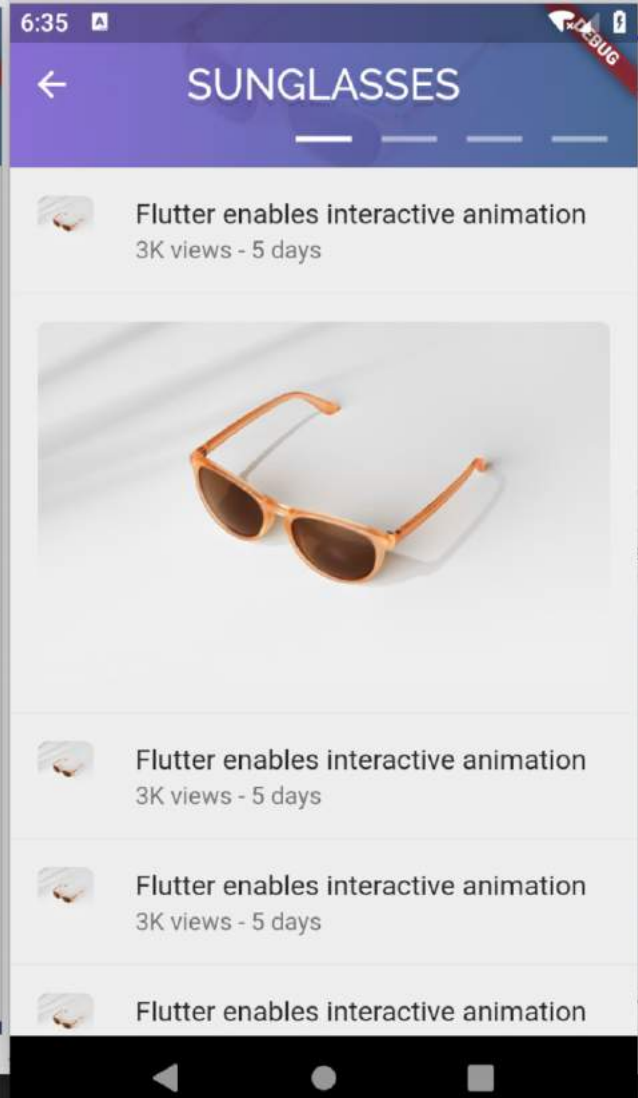 6:35 A
DEBUG
SUNGLASSES
Flutter enables interactive animation
3K views - 5 days
Flutter enables interactive animation
3K views - 5 days
Flutter enables interactive animation
3K views - 5 days
Flutter enables interactive animation